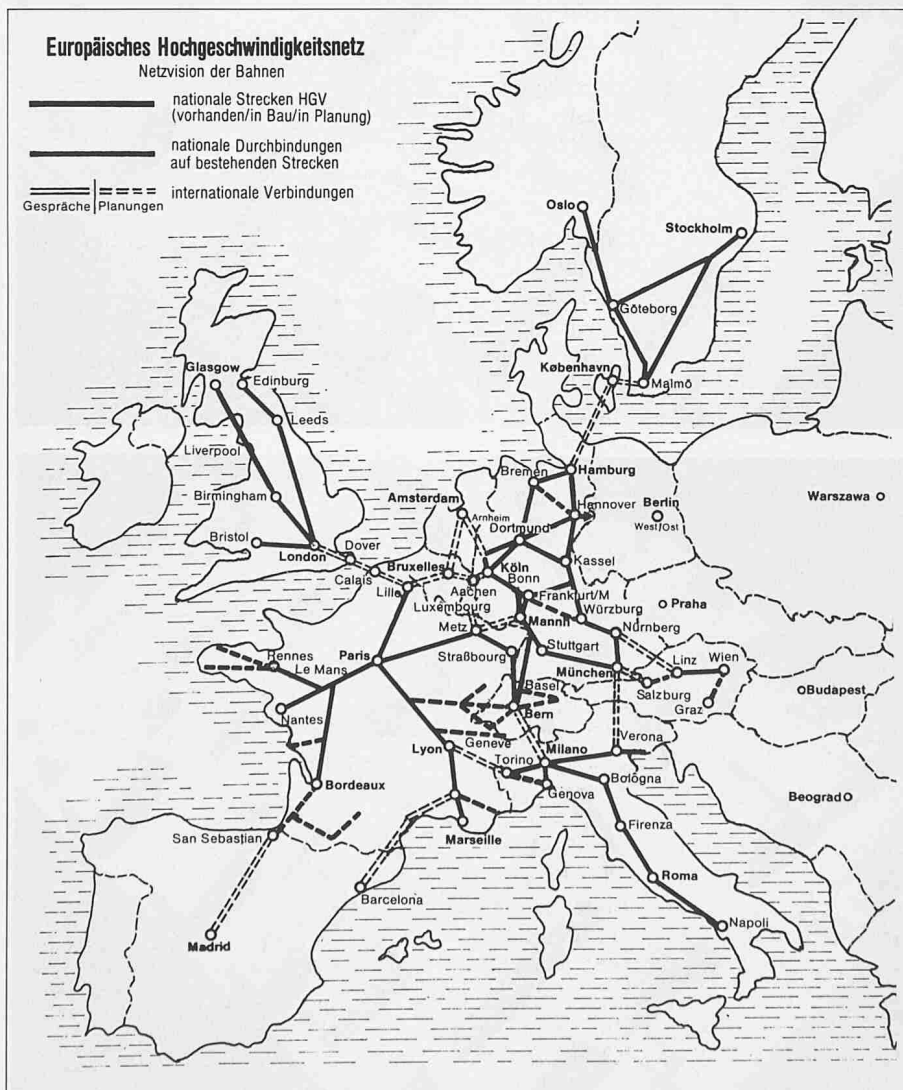 Europäisches Hochgeschwindigkeitsnetz
Netzvision der Bahnen
nationale Strecken HGV
(vorhanden/in Bau/in Planung)
nationale Durchbindungen
auf bestehenden Strecken
internationale Verbindungen
Gespräche Planungen
Oslo
Stockholm
Göteborg
København
Malmö
Glasgow
Edinburg
Leeds
Liverpool
Birmingham
Bristol
London
Dover
Calais
Amsterdam
Arnheim
Bremen
Hamburg
Hannover
Berlin
West/Ost
Warszawa
Dortmund
Bruxelles
Köln
Kassel
Lille
Aachen
Bonn
Frankfurt/M
Praha
Luxembourg
Würzburg
Metz
Mannh
Nürnberg
Rennes
Le Mans
Paris
Straßbourg
Stuttgart
München
Linz
Wien
Salzburg
Graz
Budapest
Nantes
Basel
Bern
Genevé
Lyon
Torino
Milano
Verona
Bordeaux
Génova
Bologna
Beograd
San Sebastian
Marseille
Firenza
Barcelona
Roma
Madrid
Napoli